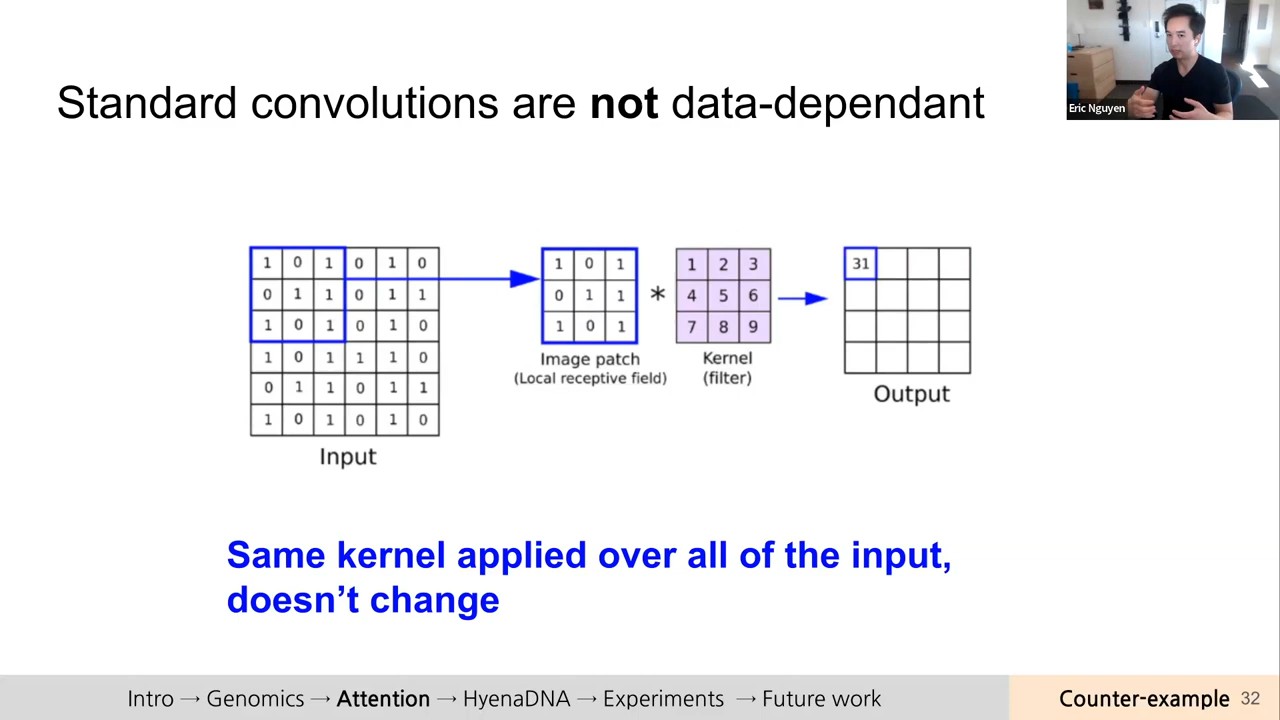 Standard convolutions are not data-dependant
Eric Nguyen
1 0 1 0 1 0
0 1 1 0 1 1
1 0 1 0 1 0
1 0 1 1 1 0
0 1 1 0 1 1
1 0 1 0 1 0
Input
1 0 1
0 1 1
1 0 1
Image patch
(Local receptive field)
*
1 2 3
4 5 6
7 8 9
Kernel
(filter)
31
Output
Same kernel applied over all of the input,
doesn’t change
Intro → Genomics → Attention → HyenaDNA → Experiments → Future work
Counter-example 32